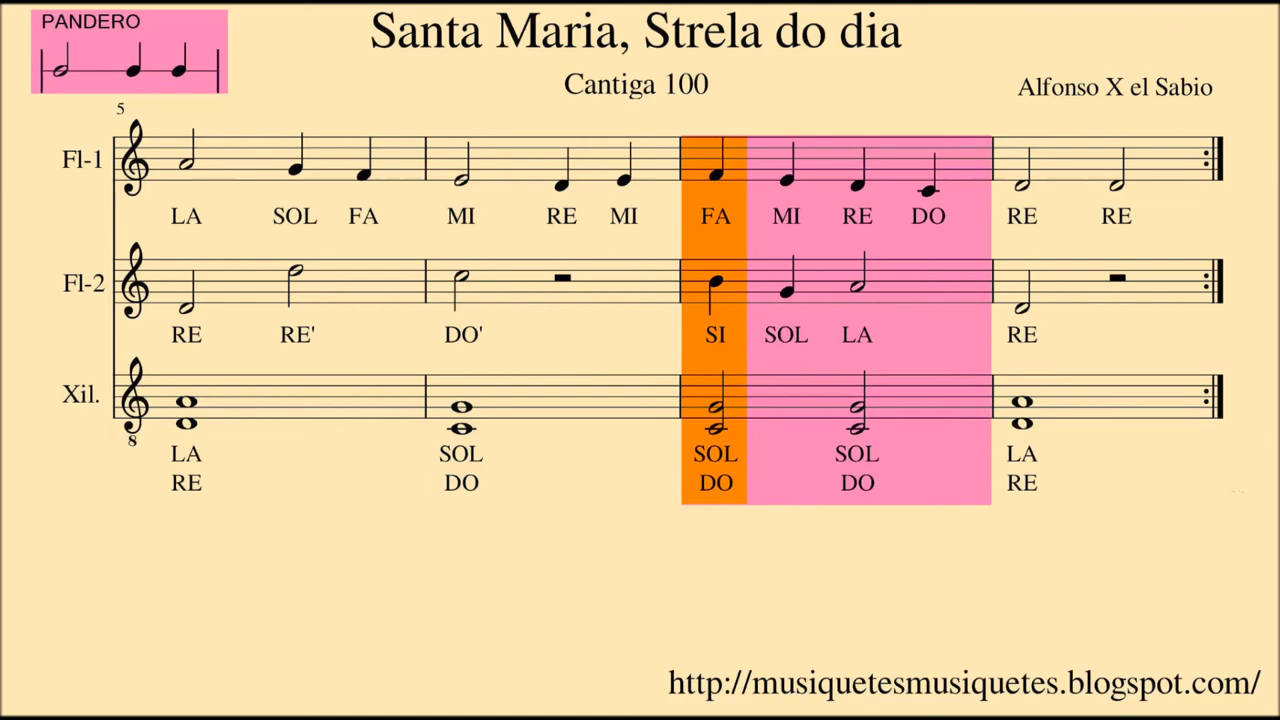 PANDERO
Santa Maria, Strela do dia
Cantiga 100
Alfonso X el Sabio
5
Fl-1
LA SOL FA MI RE MI FA MI RE DO RE RE
Fl-2
RE RE' DO' SI SOL LA RE
Xil.
8
LA SOL SOL SOL LA
RE DO DO DO RE
http://musiquetesmusiquetes.blogspot.com/